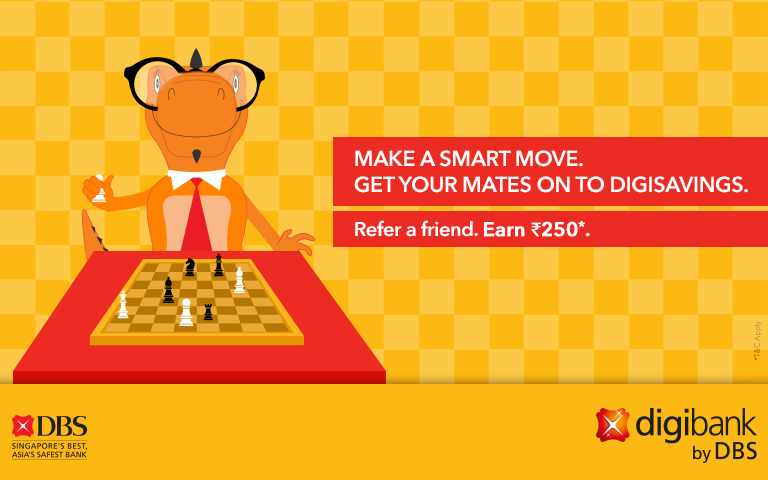 MAKE A SMART MOVE.
GET YOUR MATES ON TO DIGISAVINGS.
Refer a friend. Earn ₹250*.
*T&C Apply
DBS
SINGAPORE'S BEST,
ASIA'S SAFEST BANK
digibank
by DBS